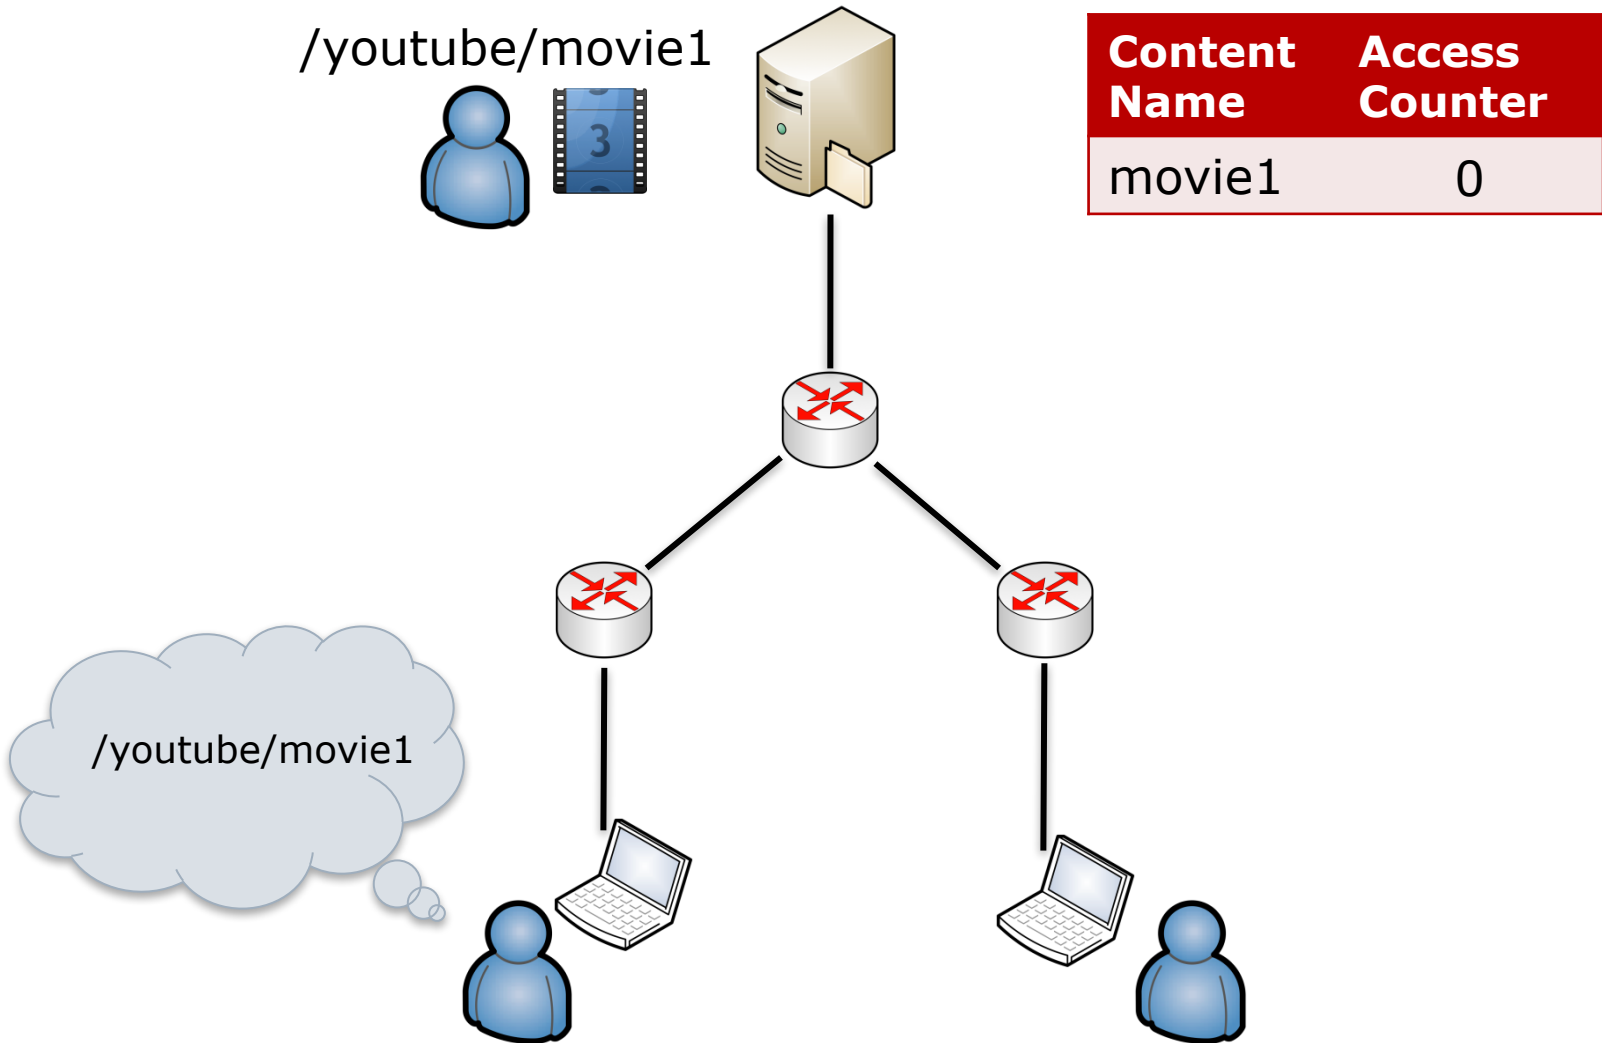 /youtube/movie1
3
Content Name
Access Counter
movie1 0
/youtube/movie1